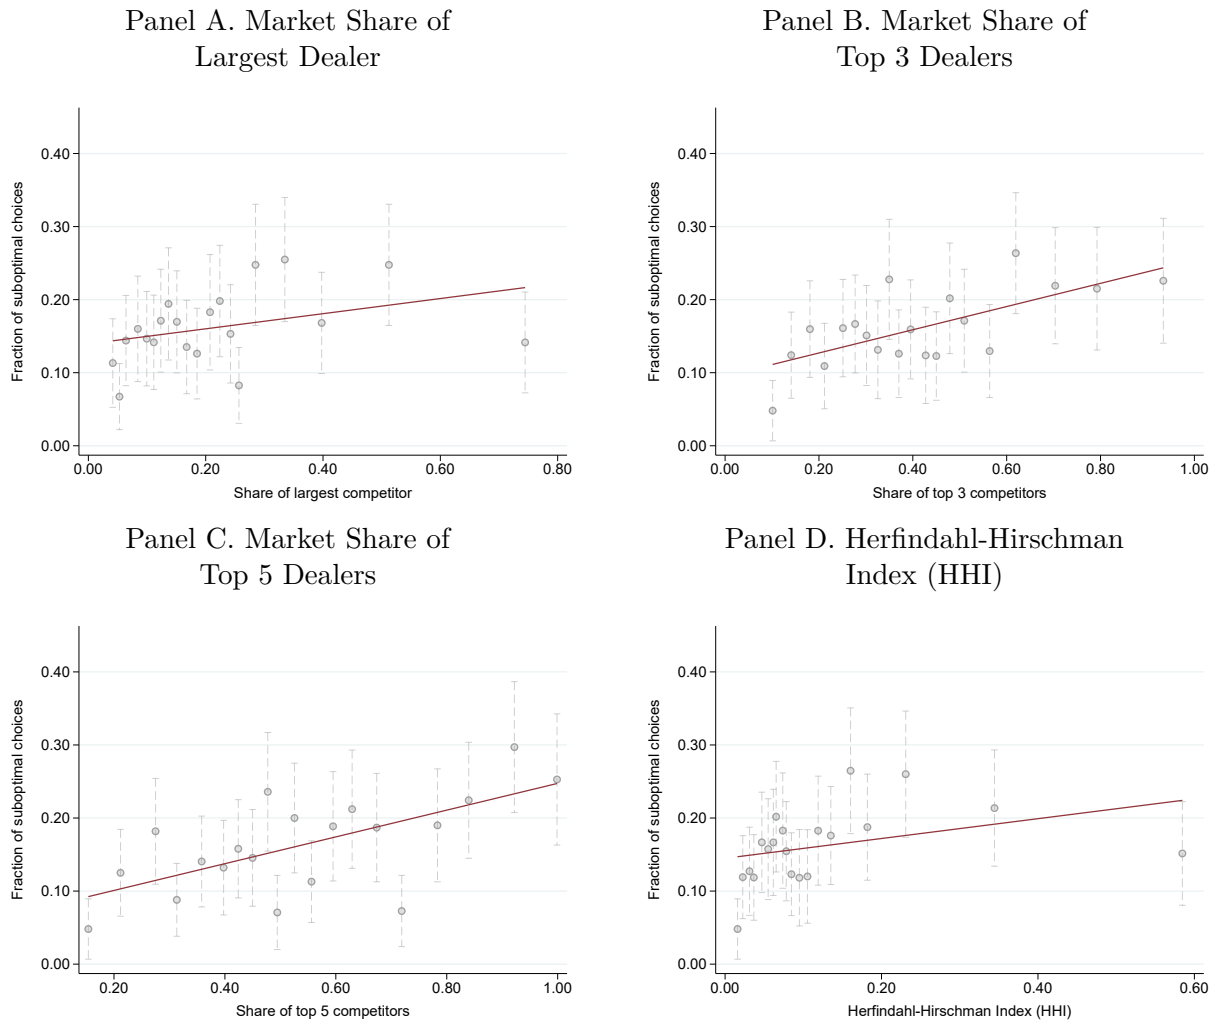 Panel A. Market Share of
Largest Dealer
Fraction of suboptimal choices
0.40
0.30
0.20
0.10
0.00
0.00 0.20 0.40 0.60 0.80
Share of largest competitor
Panel B. Market Share of
Top 3 Dealers
Fraction of suboptimal choices
0.40
0.30
0.20
0.10
0.00
0.00 0.20 0.40 0.60 0.80 1.00
Share of top 3 competitors
Panel C. Market Share of
Top 5 Dealers
Fraction of suboptimal choices
0.40
0.30
0.20
0.10
0.00
0.20 0.40 0.60 0.80 1.00
Share of top 5 competitors
Panel D. Herfindahl-Hirschman
Index (HHI)
Fraction of suboptimal choices
0.40
0.30
0.20
0.10
0.00
0.00 0.20 0.40 0.60
Herfindahl-Hirschman Index (HHI)